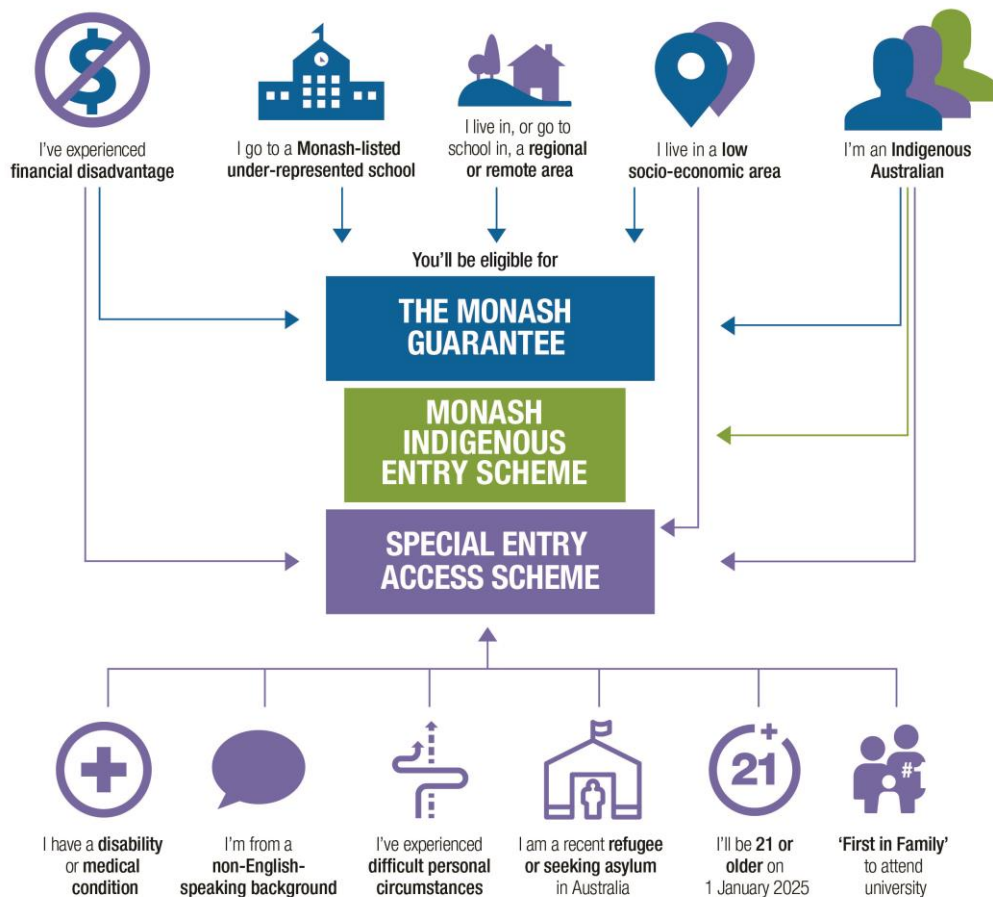 $
I've experienced
financial disadvantage
I go to a Monash-listed
under-represented school
I live in, or go to
school in, a regional
or remote area
I live in a low
socio-economic area
I'm an Indigenous
Australian
You'll be eligible for
THE MONASH
GUARANTEE
MONASH
INDIGENOUS
ENTRY SCHEME
SPECIAL ENTRY
ACCESS SCHEME
I have a disability
or medical
condition
I'm from a
non-English-
speaking background
I've experienced
difficult personal
circumstances
I am a recent refugee
or seeking asylum
in Australia
21+
I'll be 21 or
older on
1 January 2025
#1
'First in Family'
to attend
university